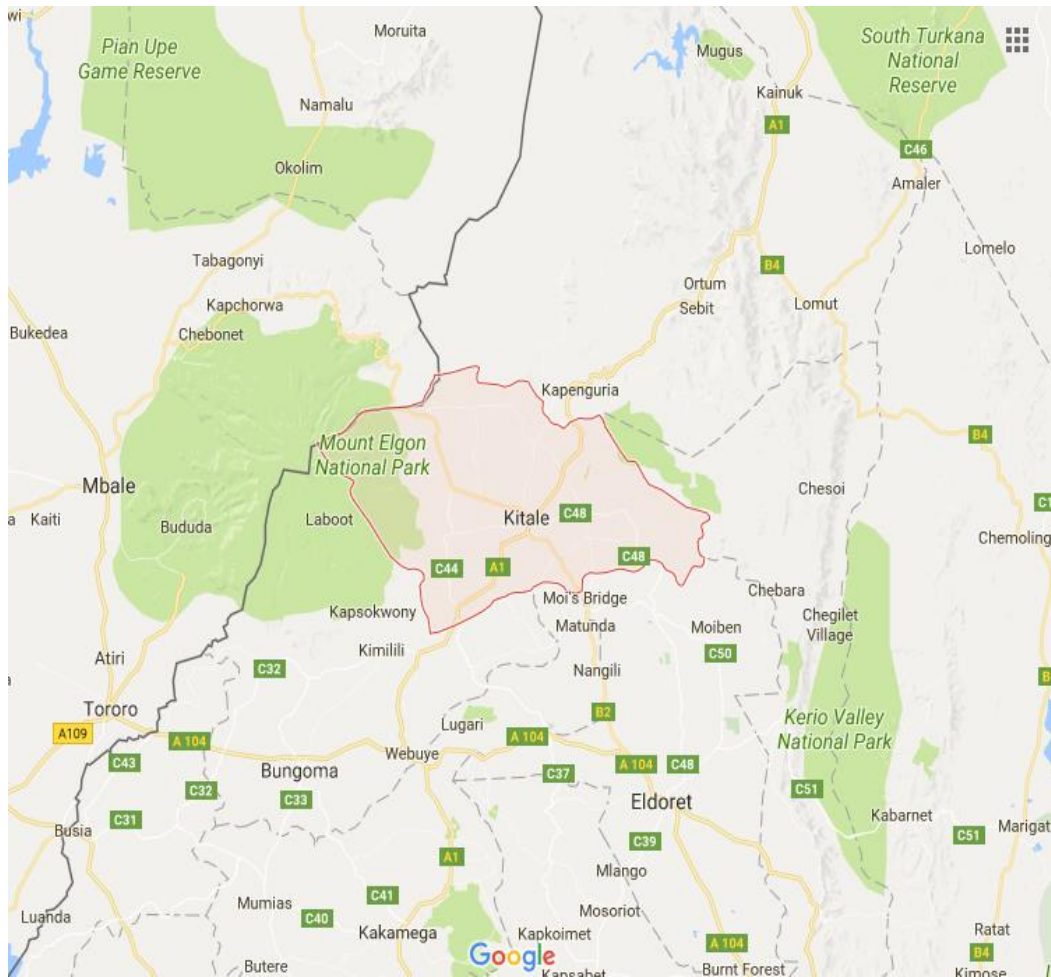 wi
Moruita
Pian Upe
Game Reserve
Mugus
South Turkana
National
Reserve
Kainuk
Namalu
A1
Okolim
C46
Amaler
Tabagonyi
Lomelo
B4
Ortum
Sebit
Lomut
Kapchorwa
Chebonet
Bukedea
Kapenguria
Mount Elgon
National Park
B4
Mbale
Chesoi
C1
Kaiti
Bududa
Laboot
Kitale
C48
Chemoling
C44
A1
C48
Kapsokwony
Moi's Bridge
Chebara
Matunda
Moiben
Chegilet
Village
Kimilili
Atiri
C32
Nangili
C50
B
Tororo
B2
A109
Lugari
Kerio Valley
National Park
A 104
A 104
Webuye
C43
Bungoma
A 104
C48
C37
C32
C33
Eldoret
C51
Kabarnet
C31
Busia
C39
C51
Marigat
A1
Mlango
Mumias
C41
C40
Mosoriot
Luanda
Kakamega
Kapkoimet
A 104
Ratat
B4
Butere
Google
Kapsabet
Burnt Forest
Kimose